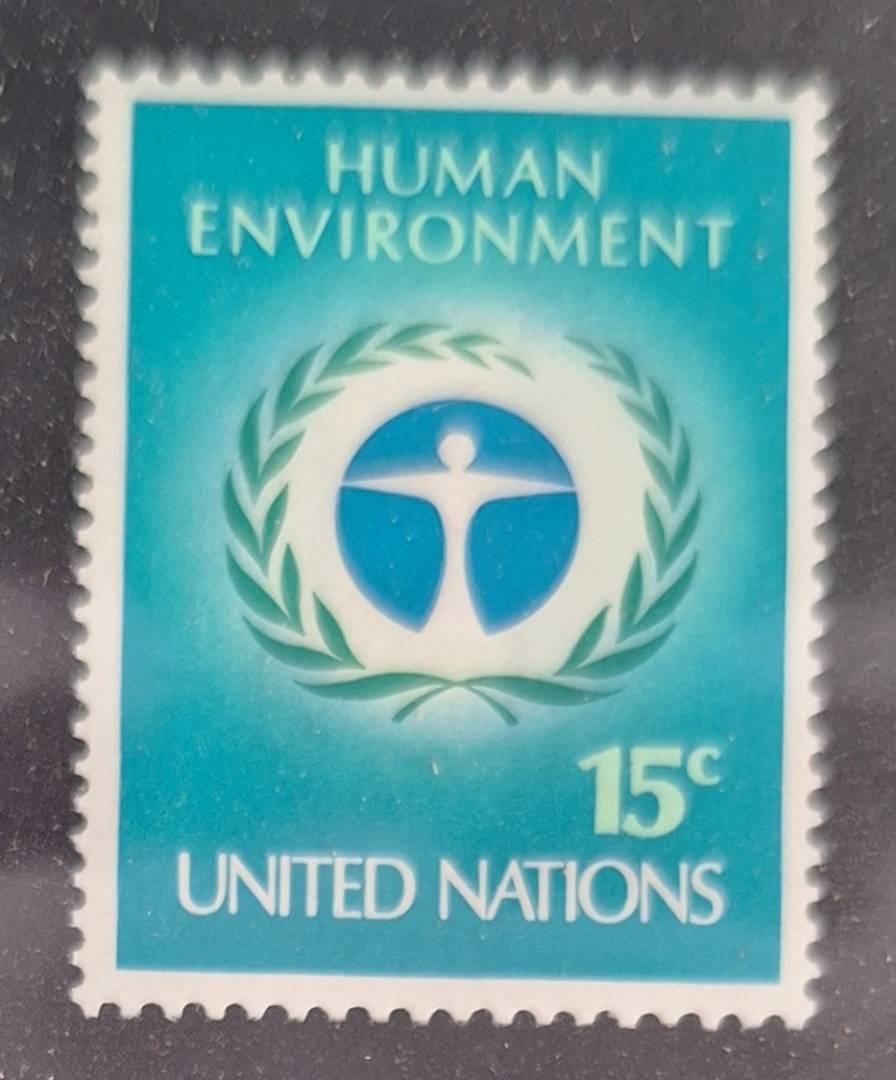 HUMAN
ENVIRONMENT
15c
UNITED NATIONS